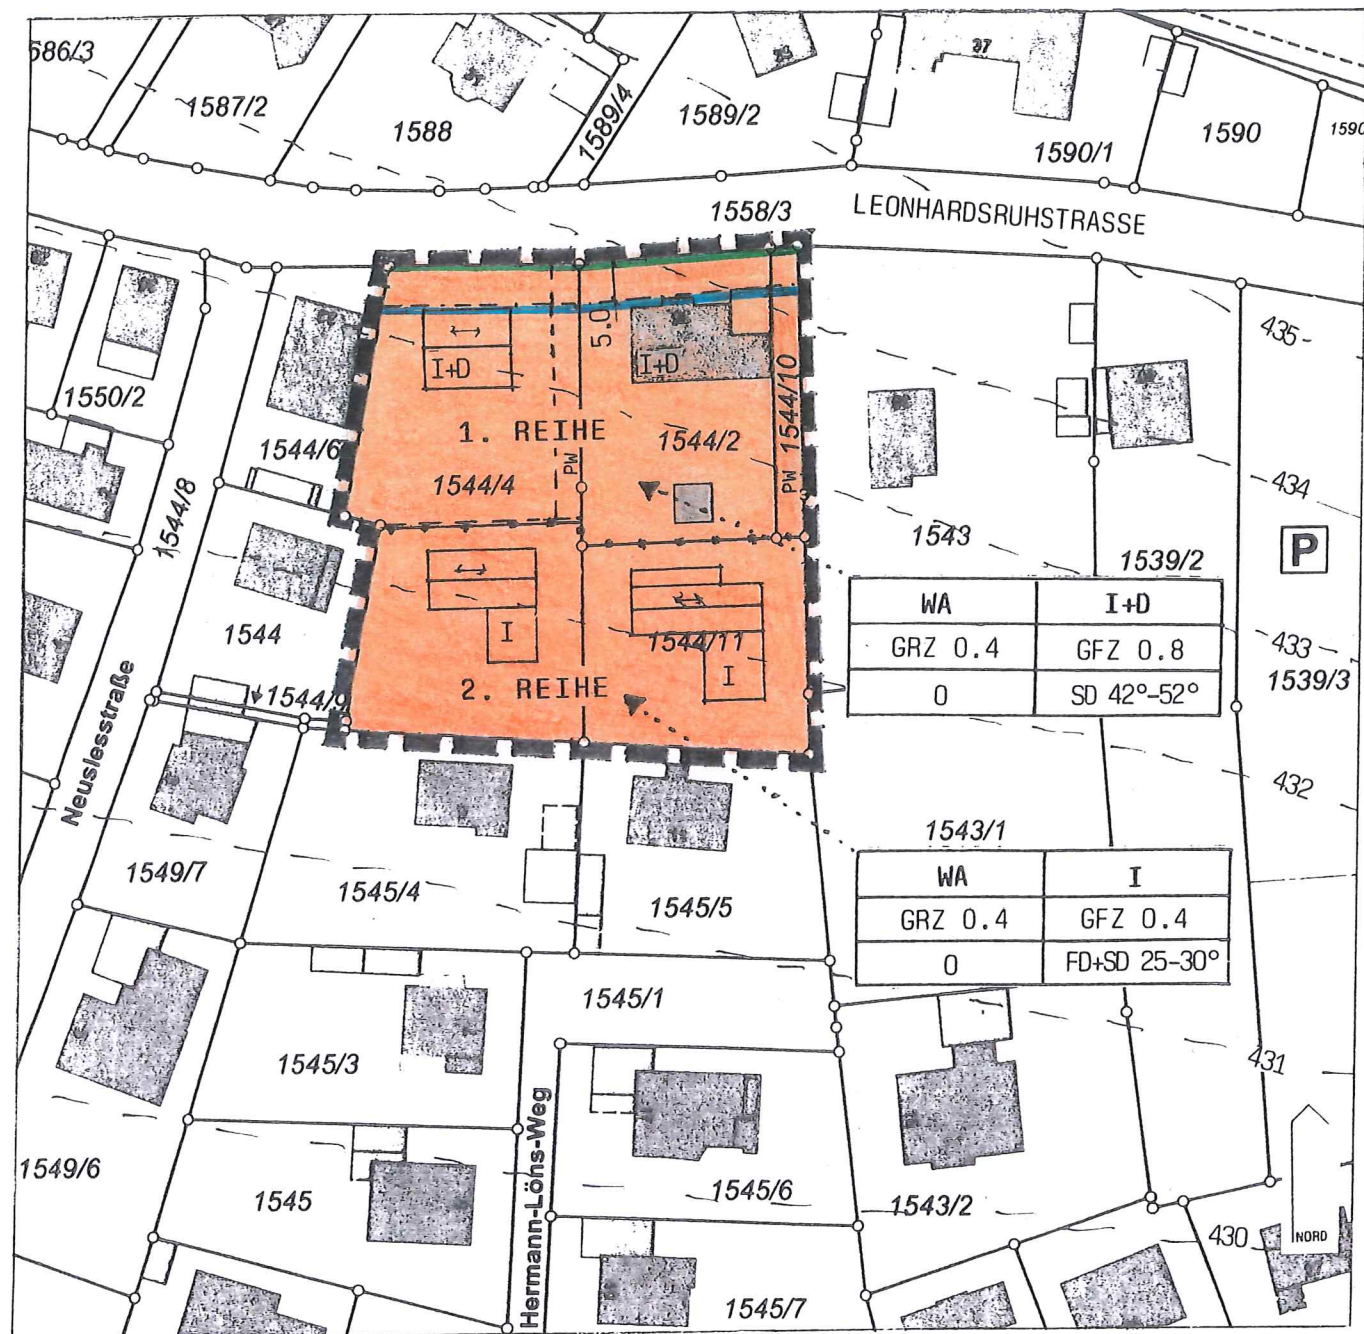 586/3
1587/2
1588
1589/4
1589/2
37
1590/1
1590
1590
1558/3
LEONHARDSRUHSTRASSE
1550/2
1544/6
1544/8
I+D
5.0
I+D
1. REIHE
1544/2
PW 1544/10
PW
1544/4
435
434
1543
1539/2
P
WA I+D
GRZ 0.4 GFZ 0.8
O SD 42°-52°
433
1539/3
1544
I
1544/11
I
2. REIHE
1544/9
Neuslesstraße
432
1543/1
WA I
GRZ 0.4 GFZ 0.4
O FD+SD 25-30°
1549/7
1545/4
1545/5
1545/1
1545/3
431
Hermann-Löns-Weg
1549/6
1545
1545/6
1543/2
430
NORD
1545/7